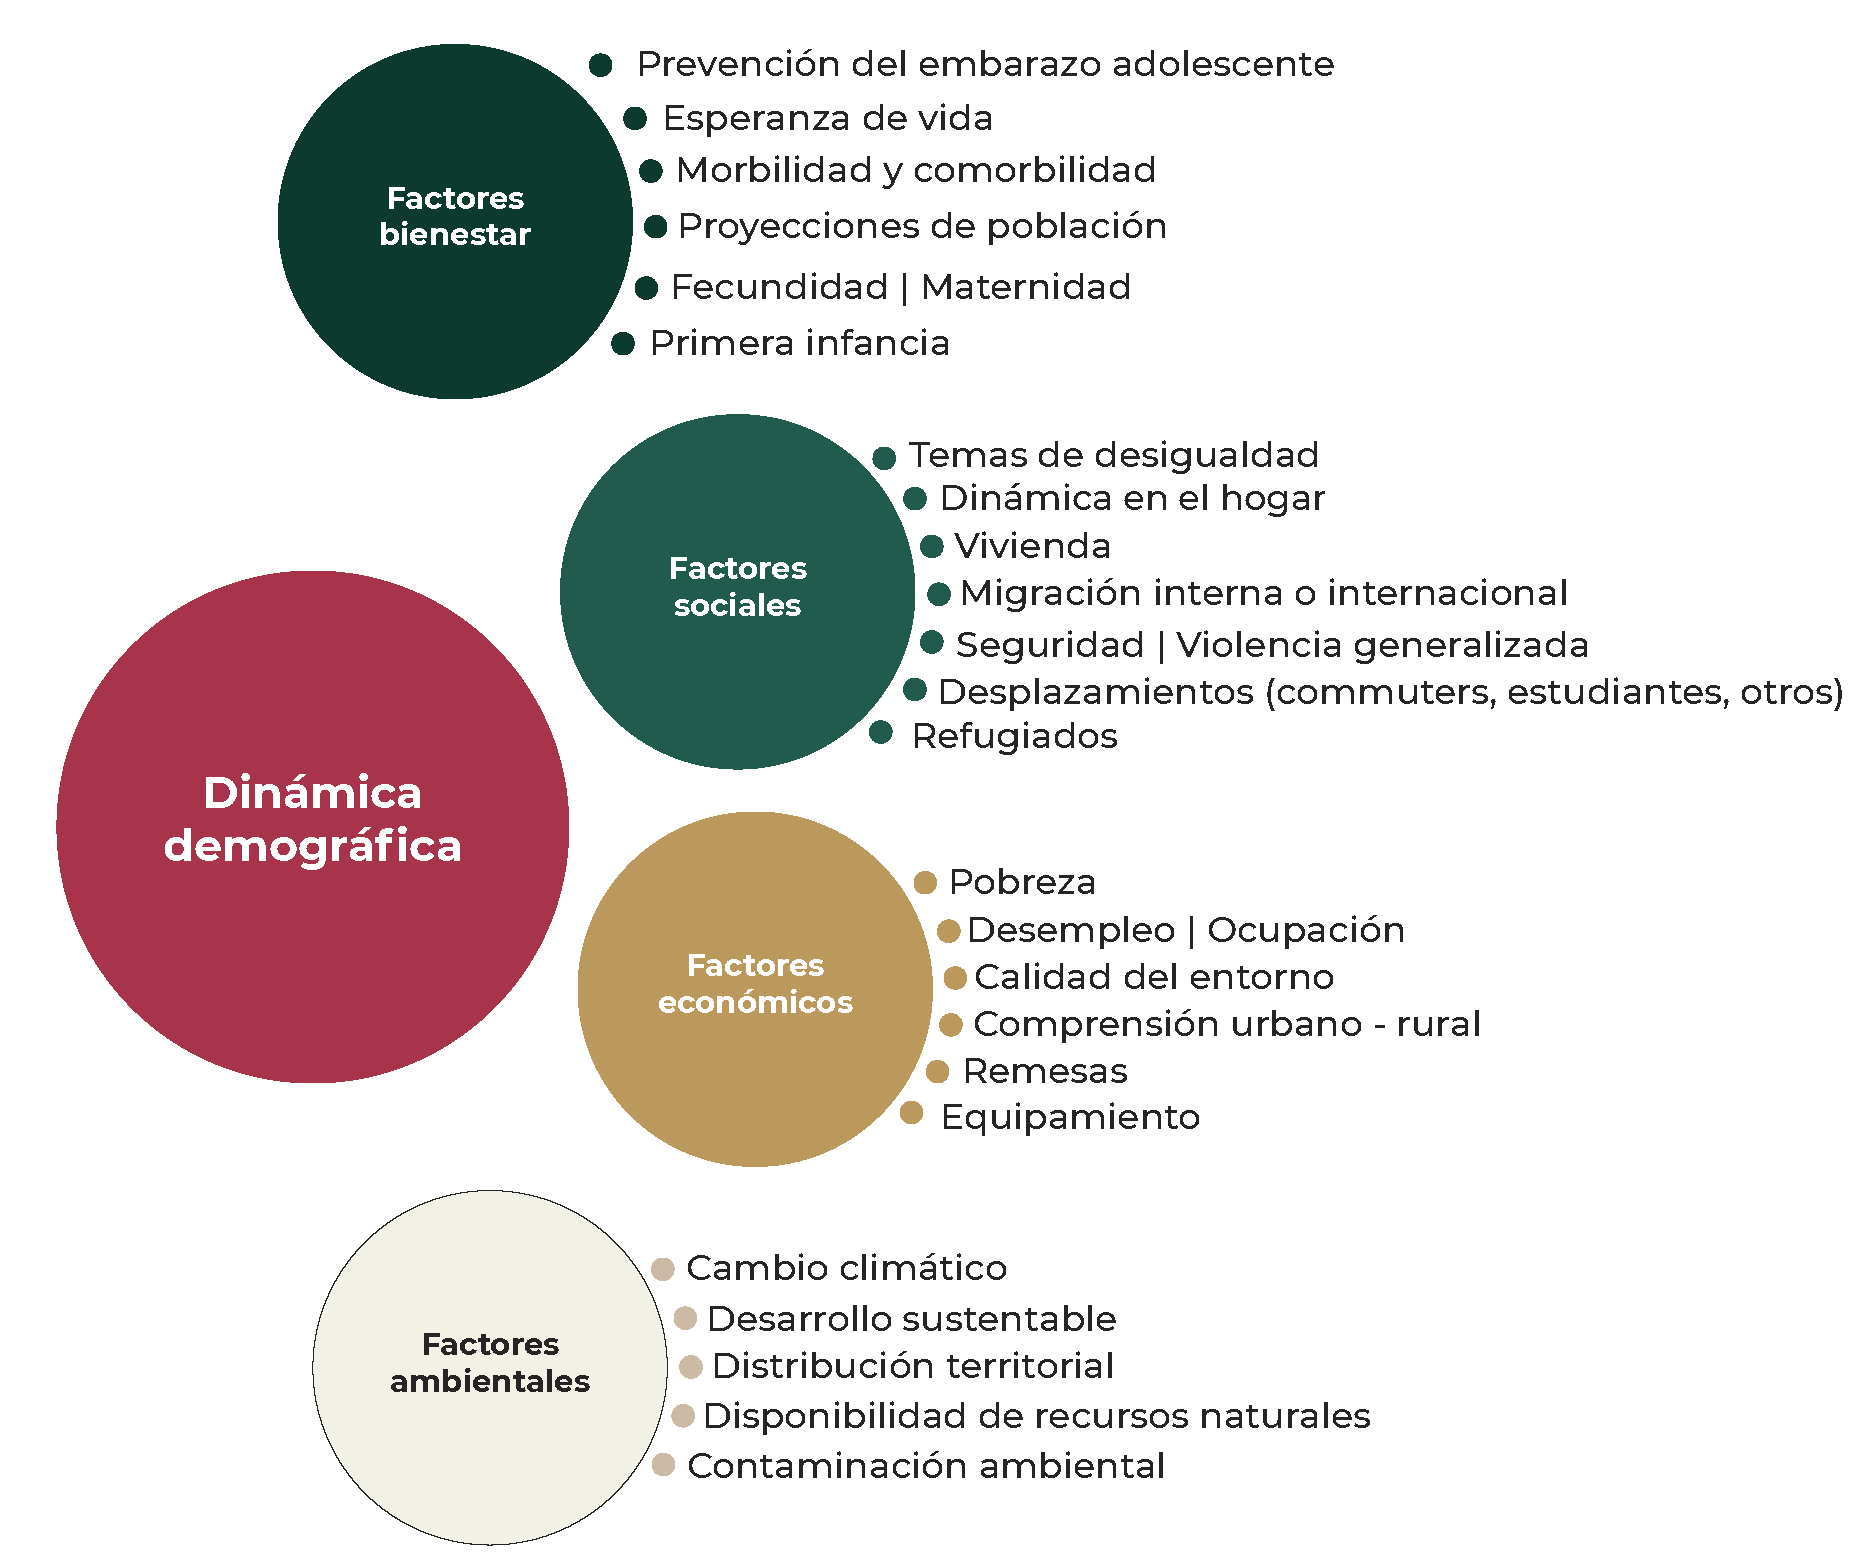 Prevención del embarazo adolescente
Esperanza de vida
Morbilidad y comorbilidad
Factores
bienestar
Proyecciones de población
Fecundidad | Maternidad
Primera infancia
Temas de desigualdad
Dinámica en el hogar
Vivienda
Factores
sociales
Migración interna o internacional
Seguridad | Violencia generalizada
Desplazamientos (commuters, estudiantes, otros)
Refugiados
Dinámica
demográfica
Pobreza
Desempleo | Ocupación
Factores
económicos
Calidad del entorno
Comprensión urbano - rural
Remesas
Equipamiento
Cambio climático
Desarrollo sustentable
Factores
ambientales
Distribución territorial
Disponibilidad de recursos naturales
Contaminación ambiental